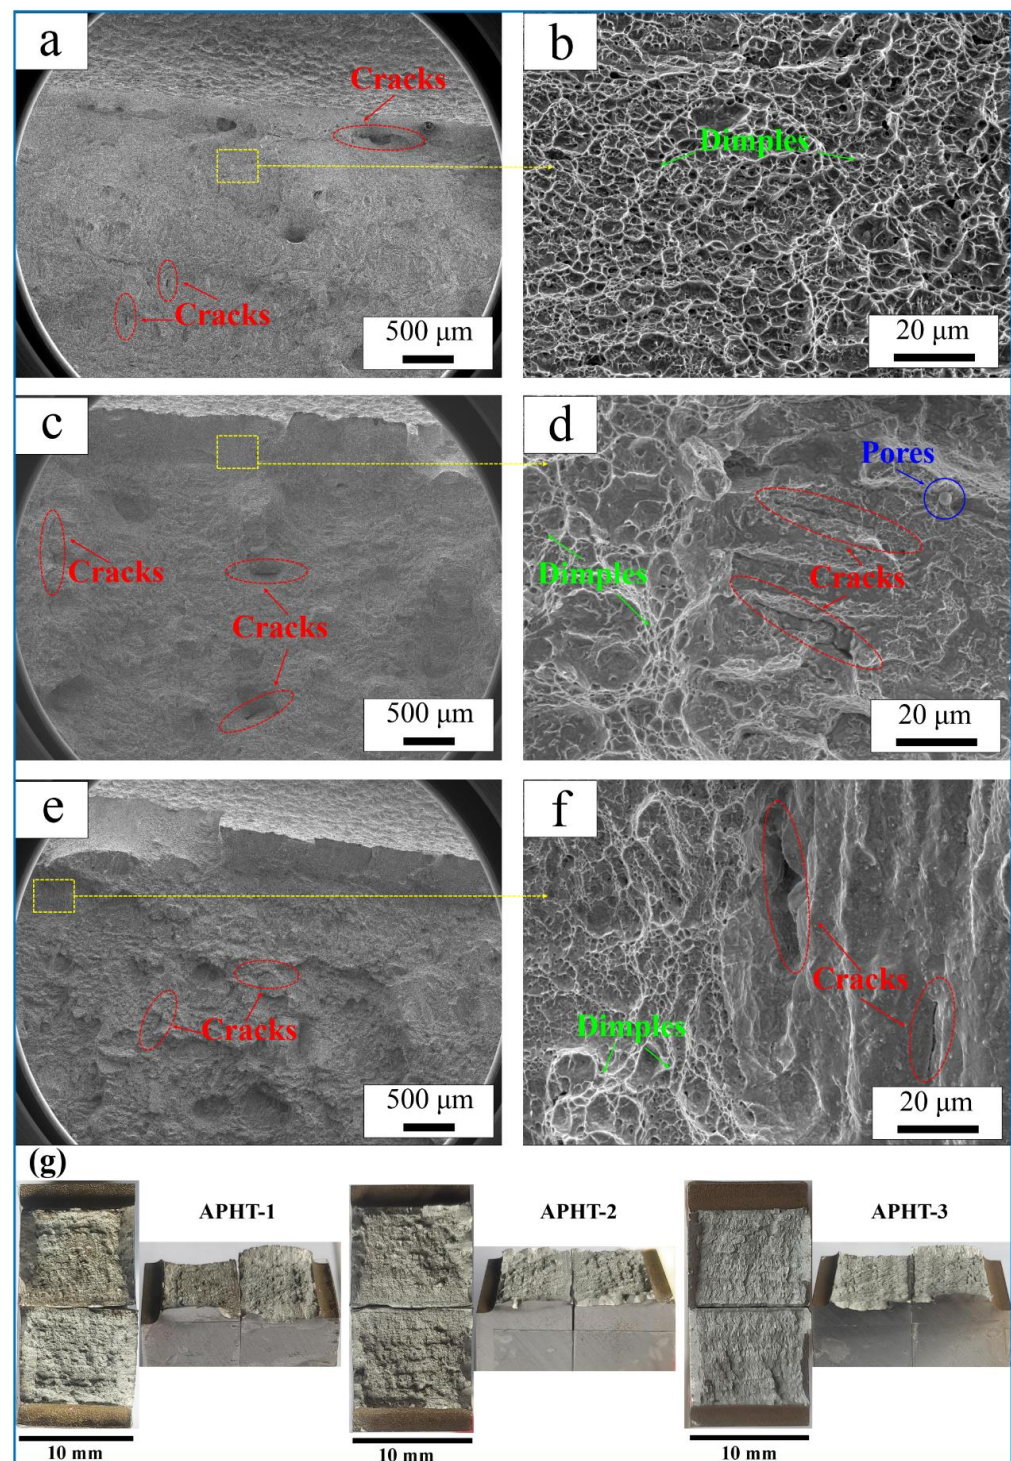 a
Cracks
Cracks
500 μm
b
Dimples
20 μm
c
Cracks
Cracks
500 μm
d
Pores
Cracks
Dimples
20 μm
e
Cracks
500 μm
f
Cracks
Dimples
20 μm
(g)
APHT-1
APHT-2
APHT-3
10 mm
10 mm
10 mm